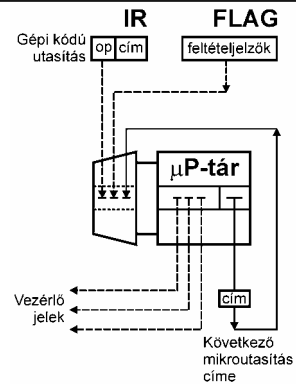 IR FLAG
Gépi kódú
utasítás
op cím
feltételjelzők
μP-tár
Vezérlő
jelek
cím
Következő
mikroutasítás
címe